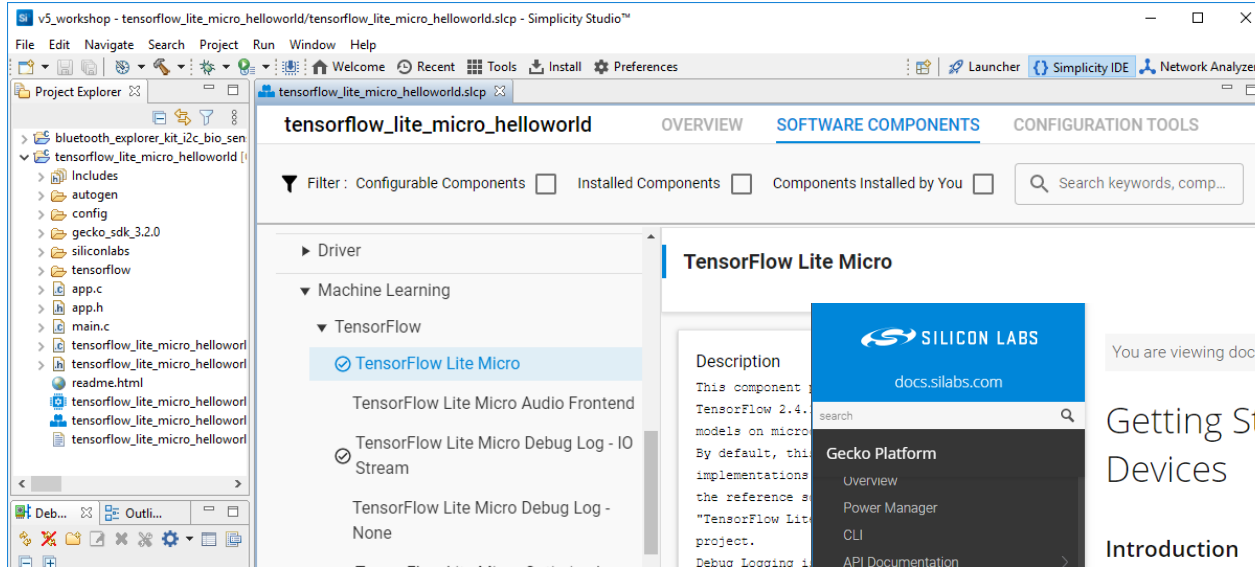 v5_workshop - tensorflow_lite_micro_helloworld/tensorflow_lite_micro_helloworld.slcp - Simplicity Studio™
File Edit Navigate Search Project Run Window Help
Welcome Recent Tools Install Preferences Launcher {} Simplicity IDE Network Analyzer
Project Explorer
tensorflow_lite_micro_helloworld.slcp
bluetooth_explorer_kit_i2c_bio_sen
tensorflow_lite_micro_helloworld [
Includes
autogen
config
gecko_sdk_3.2.0
siliconlabs
tensorflow
app.c
app.h
main.c
tensorflow_lite_micro_helloworl
tensorflow_lite_micro_helloworl
readme.html
tensorflow_lite_micro_helloworl
tensorflow_lite_micro_helloworl
tensorflow_lite_micro_helloworl
Deb... Outli...
tensorflow_lite_micro_helloworld OVERVIEW SOFTWARE COMPONENTS CONFIGURATION TOOLS
Filter : Configurable Components Installed Components Components Installed by You Search keywords, comp...
Driver
Machine Learning
TensorFlow
TensorFlow Lite Micro
TensorFlow Lite Micro Audio Frontend
TensorFlow Lite Micro Debug Log - IO
Stream
TensorFlow Lite Micro Debug Log -
None
TensorFlow Lite Micro
Description
This component
TensorFlow 2.4.
models on micro
By default, thi
implementations
the reference s
"TensorFlow Lit
project.
Debug Logging i
SILICON LABS
docs.silabs.com
search
Gecko Platform
Overview
Power Manager
CLI
API Documentation
You are viewing doc
Getting St
Devices
Introduction